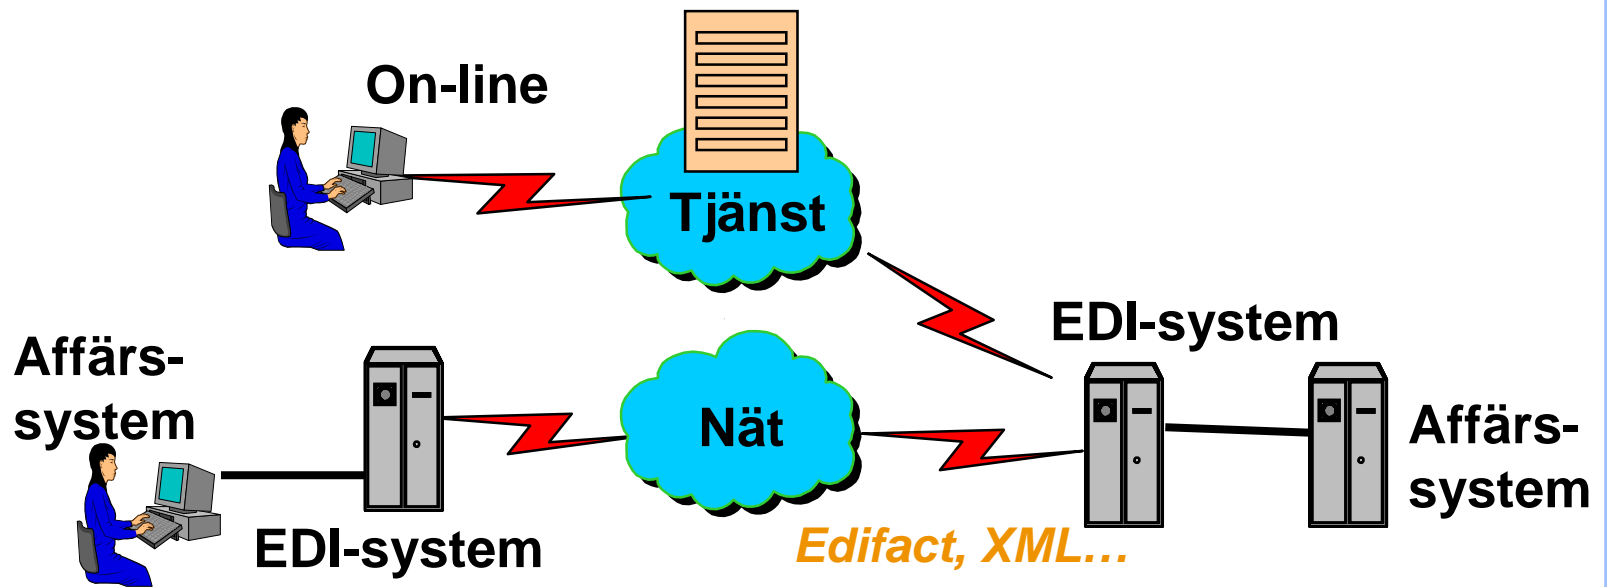 On-line
Tjänst
EDI-system
Affärs-
system
Nät
Affärs-
system
EDI-system
Edifact, XML…